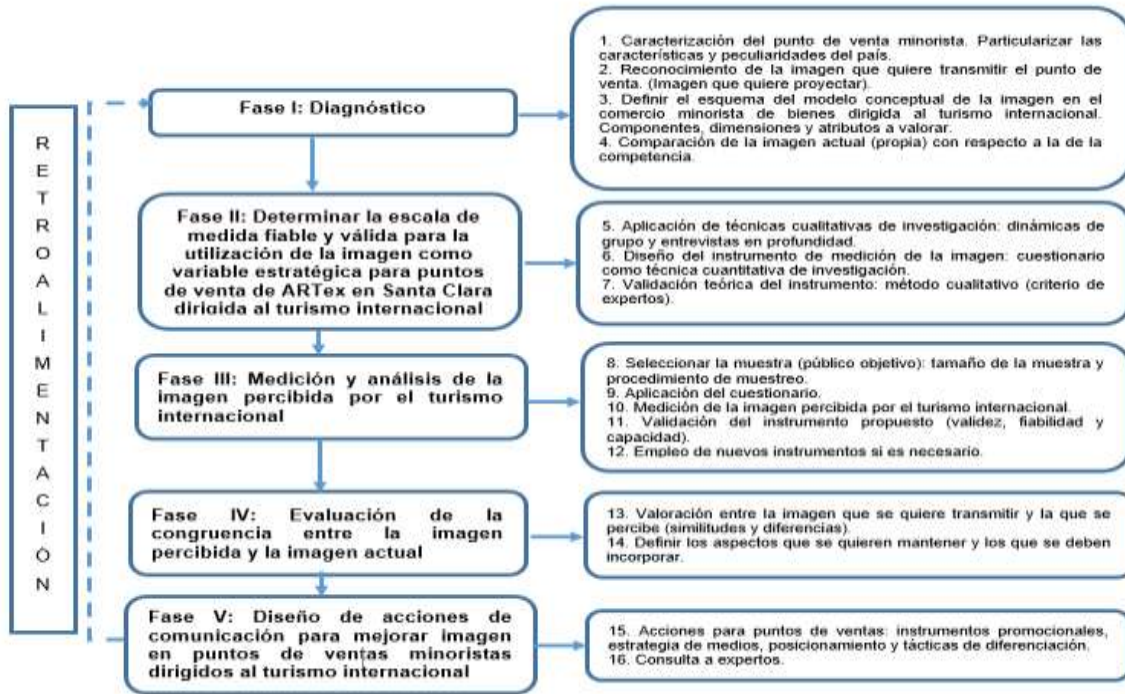 RETROALIMENTACIÓN
Fase I: Diagnóstico
1. Caracterización del punto de venta minorista. Particularizar las
características y peculiaridades del país.
2. Reconocimiento de la imagen que quiere transmitir el punto de
venta. (Imagen que quiere proyectar).
3. Definir el esquema del modelo conceptual de la imagen en el
comercio minorista de bienes dirigida al turismo internacional.
Componentes, dimensiones y atributos a valorar.
4. Comparación de la imagen actual (propia) con respecto a la de la
competencia.
Fase II: Determinar la escala de
medida fiable y válida para la
utilización de la imagen como
variable estratégica para puntos
de venta de ARTex en Santa Clara
dirigida al turismo internacional
5. Aplicación de técnicas cualitativas de investigación: dinámicas de
grupo y entrevistas en profundidad.
6. Diseño del instrumento de medición de la imagen: cuestionario
como técnica cuantitativa de investigación.
7. Validación teórica del instrumento: método cualitativo (criterio de
expertos).
Fase III: Medición y análisis de la
imagen percibida por el turismo
internacional
8. Seleccionar la muestra (público objetivo): tamaño de la muestra y
procedimiento de muestreo.
9. Aplicación del cuestionario.
10. Medición de la imagen percibida por el turismo internacional.
11. Validación del instrumento propuesto (validez, fiabilidad y
capacidad).
12. Empleo de nuevos instrumentos si es necesario.
Fase IV: Evaluación de la
congruencia entre la imagen
percibida y la imagen actual
13. Valoración entre la imagen que se quiere transmitir y la que se
percibe (similitudes y diferencias).
14. Definir los aspectos que se quieren mantener y los que se deben
incorporar.
Fase V: Diseño de acciones de
comunicación para mejorar imagen
en puntos de ventas minoristas
dirigidos al turismo internacional
15. Acciones para puntos de ventas: instrumentos promocionales,
estrategia de medios, posicionamiento y tácticas de diferenciación.
16. Consulta a expertos.